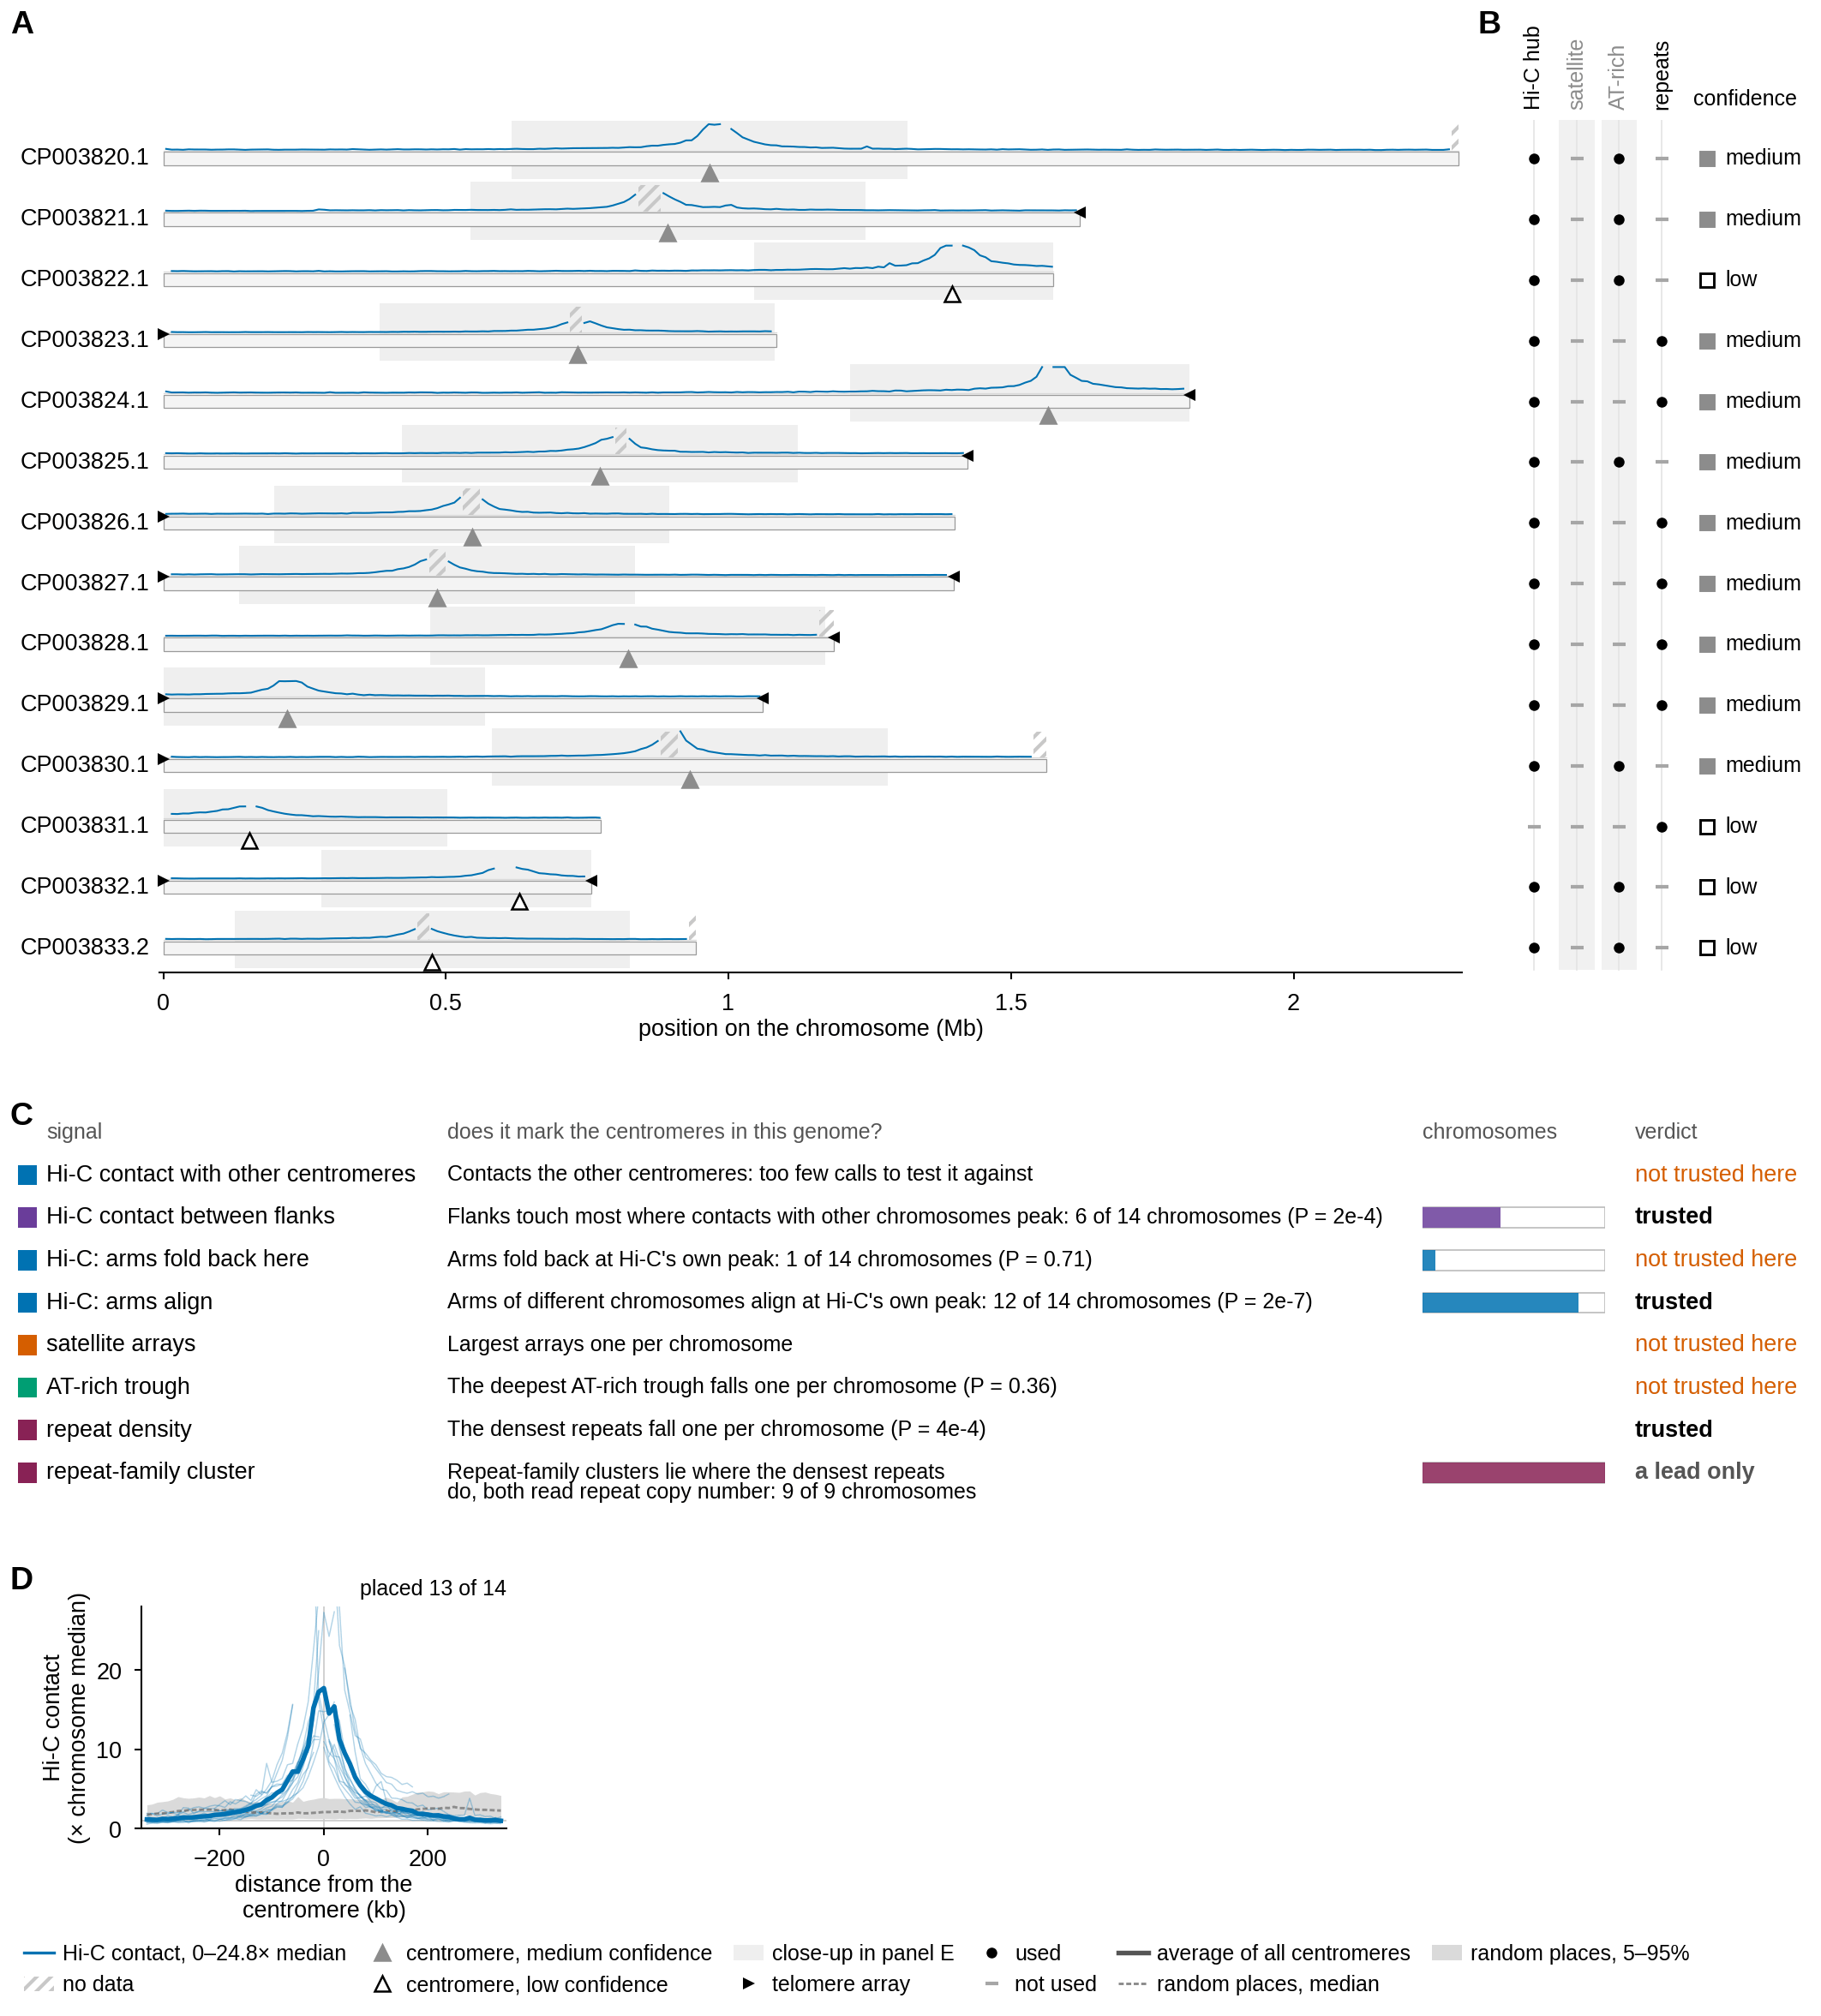 A
B
Hi-C hub
satellite
AT-rich
repeats
confidence
CP003820.1
medium
CP003821.1
medium
CP003822.1
low
CP003823.1
medium
CP003824.1
medium
CP003825.1
medium
CP003826.1
medium
CP003827.1
medium
CP003828.1
medium
CP003829.1
medium
CP003830.1
medium
CP003831.1
low
CP003832.1
low
CP003833.2
low
0 0.5 1 1.5 2
position on the chromosome (Mb)
C
signal does it mark the centromeres in this genome? chromosomes verdict
Hi-C contact with other centromeres Contacts the other centromeres: too few calls to test it against not trusted here
Hi-C contact between flanks Flanks touch most where contacts with other chromosomes peak: 6 of 14 chromosomes (P = 2e-4) trusted
Hi-C: arms fold back here Arms fold back at Hi-C's own peak: 1 of 14 chromosomes (P = 0.71) not trusted here
Hi-C: arms align Arms of different chromosomes align at Hi-C's own peak: 12 of 14 chromosomes (P = 2e-7) trusted
satellite arrays Largest arrays one per chromosome not trusted here
AT-rich trough The deepest AT-rich trough falls one per chromosome (P = 0.36) not trusted here
repeat density The densest repeats fall one per chromosome (P = 4e-4) trusted
repeat-family cluster Repeat-family clusters lie where the densest repeats a lead only
do, both read repeat copy number: 9 of 9 chromosomes
D
placed 13 of 14
Hi-C contact
(× chromosome median)
20
10
0
−200 0 200
distance from the
centromere (kb)
Hi-C contact, 0–24.8× median centromere, medium confidence close-up in panel E used average of all centromeres random places, 5–95%
no data centromere, low confidence telomere array not used random places, median